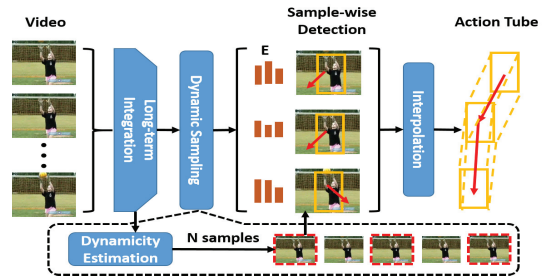 Video
Sample-wise
Detection
Action Tube
E
Long-term
Integration
Dynamic Sampling
Interpolation
Dynamicity
Estimation
N samples